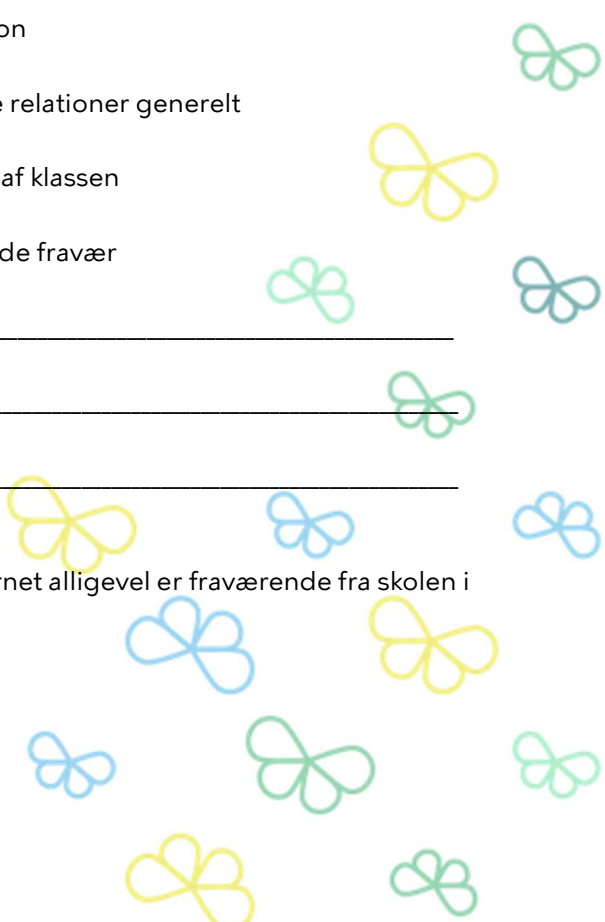 on
e relationer generelt
af klassen
de fravær
rnet alligevel er fraværende fra skolen i